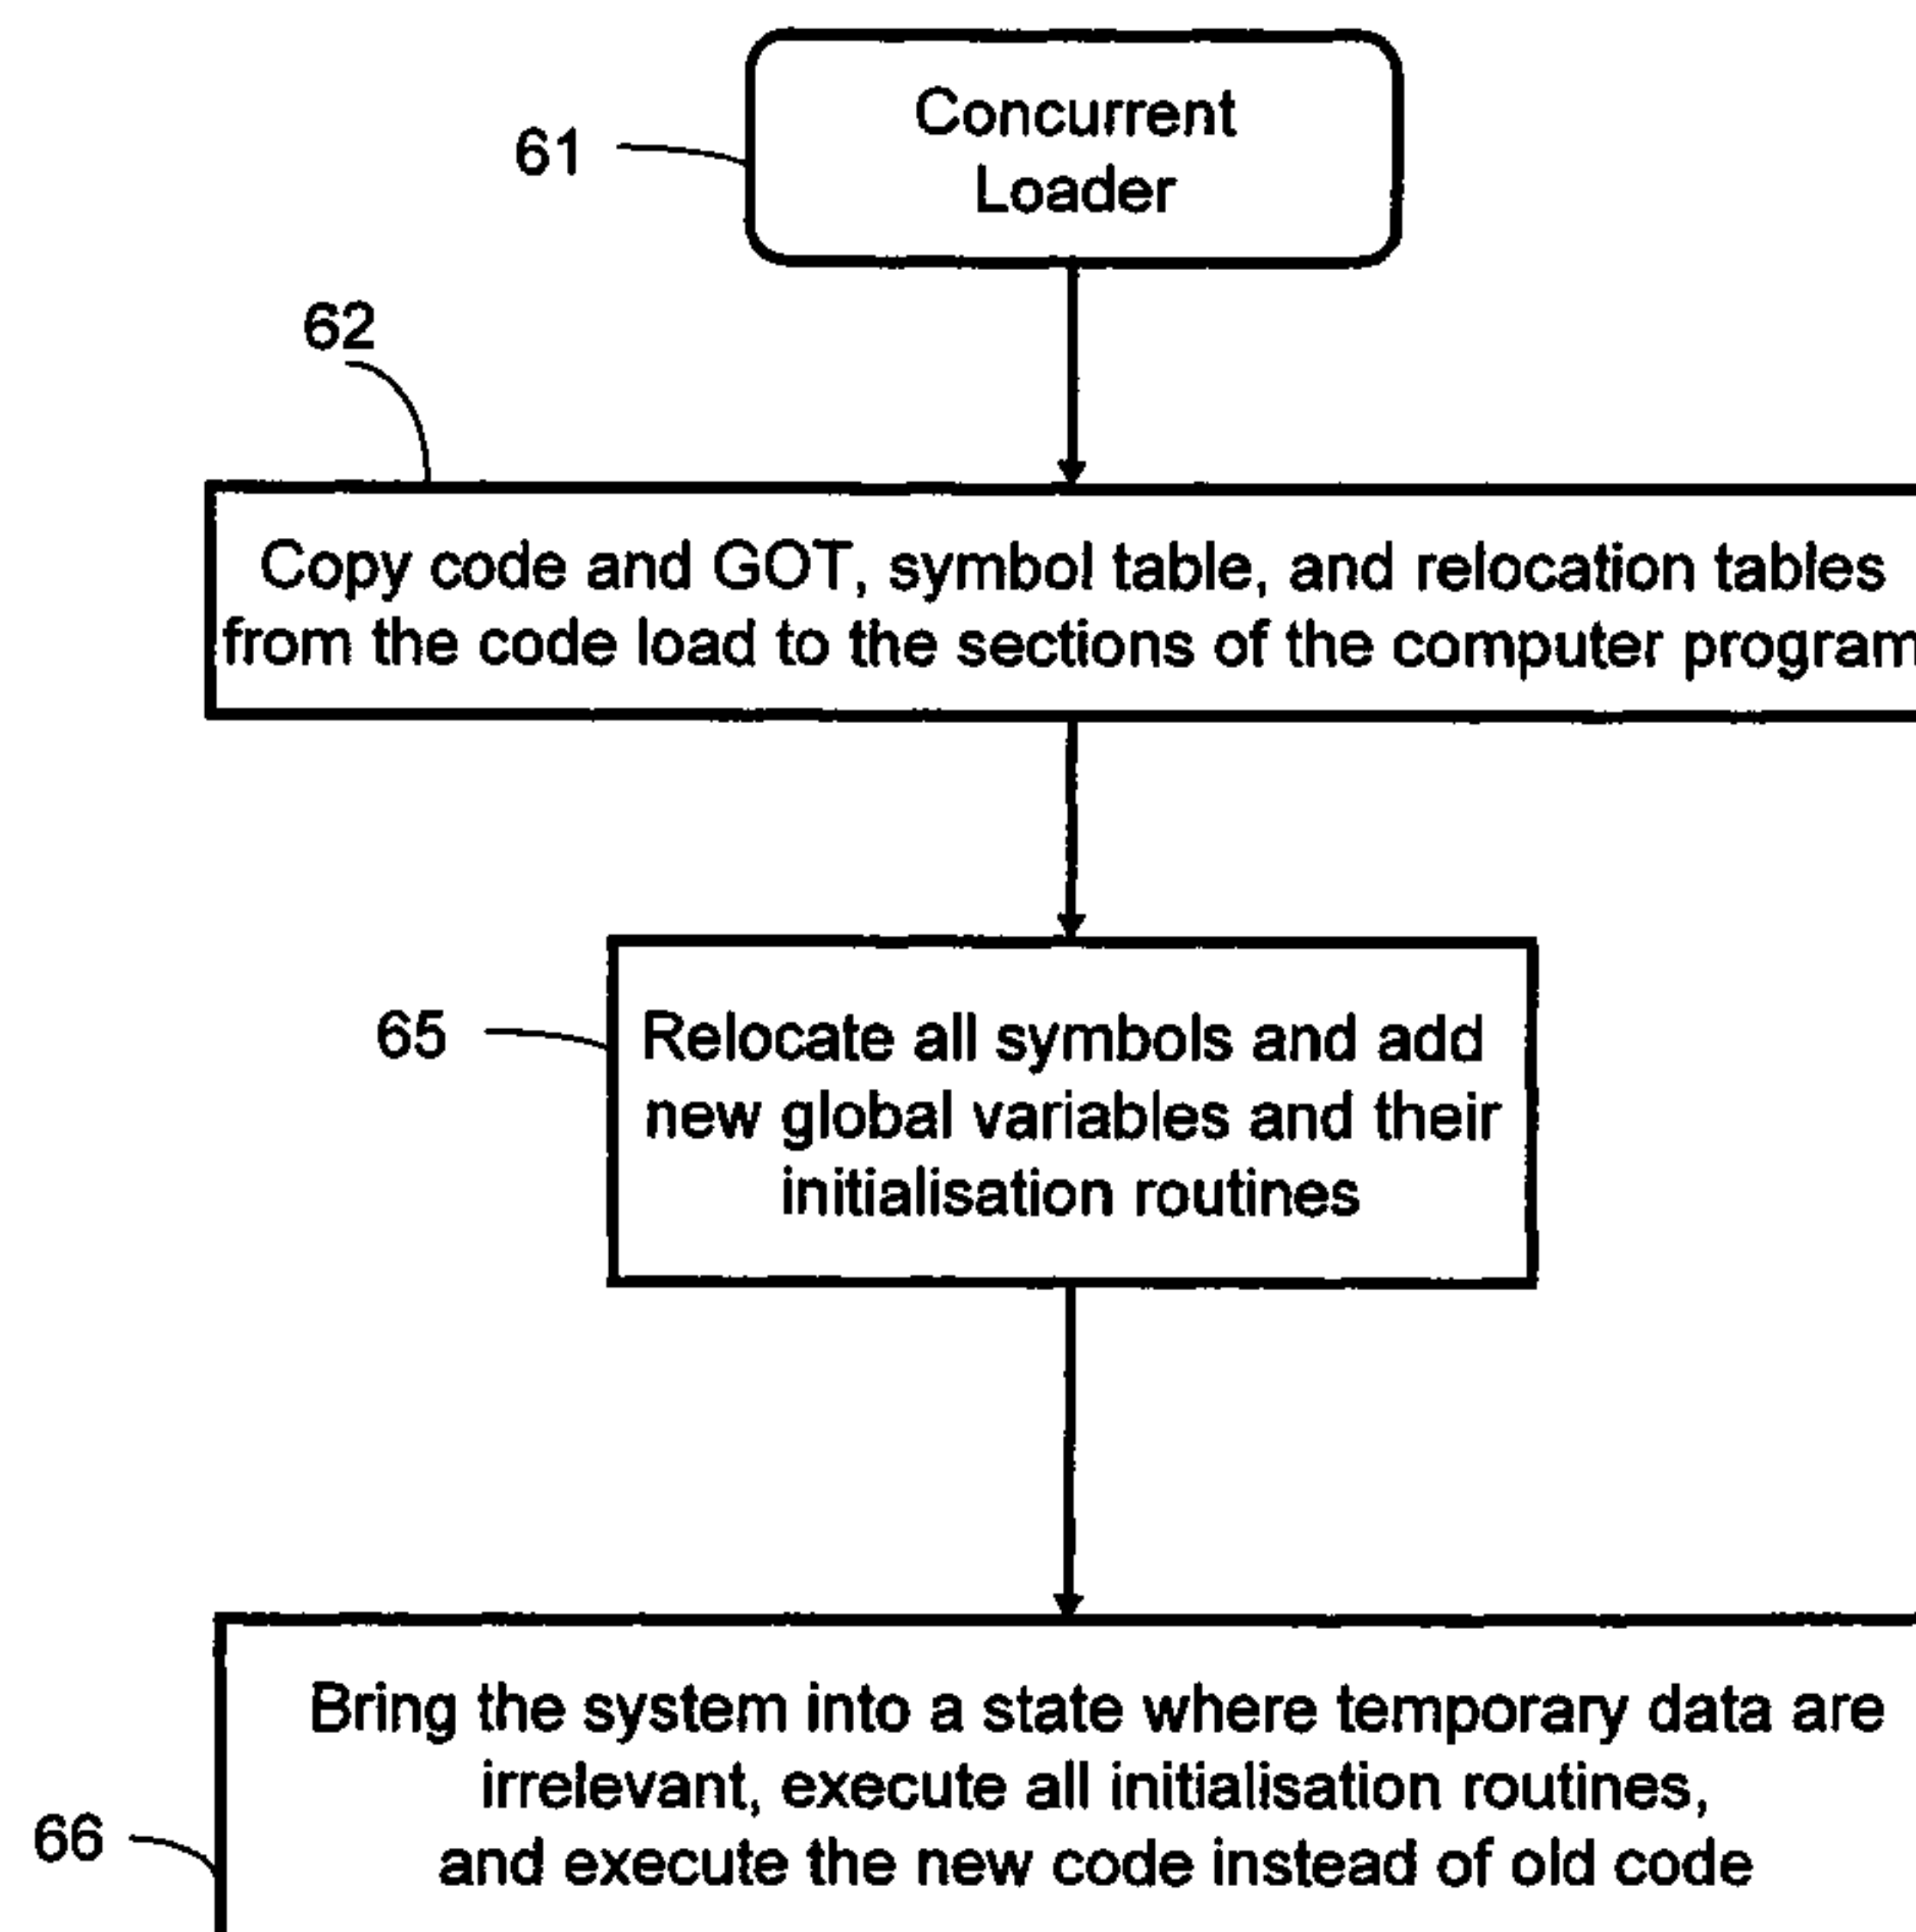 61
Concurrent
Loader
62
Copy code and GOT, symbol table, and relocation tables
from the code load to the sections of the computer program
65
Relocate all symbols and add
new global variables and their
initialisation routines
Bring the system into a state where temporary data are
irrelevant, execute all initialisation routines,
66
and execute the new code instead of old code